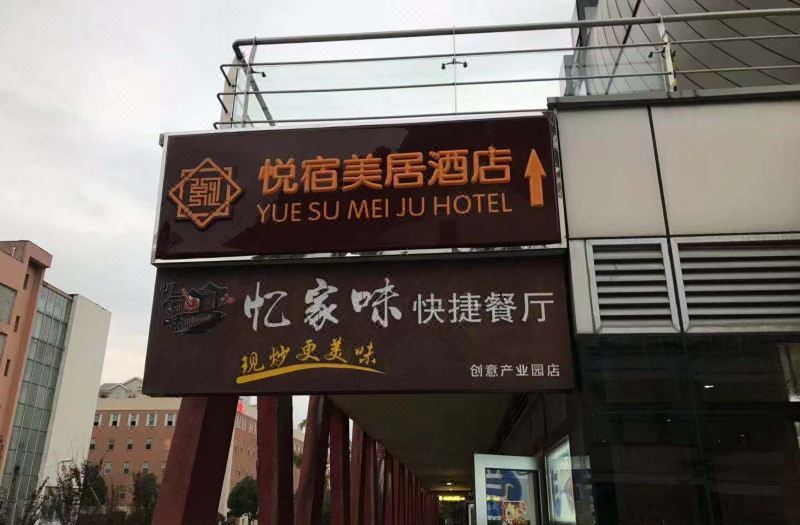 悦宿美居酒店
YUE SU MEI JU HOTEL
忆家味 快捷餐厅
现炒更美味
创意产业园店